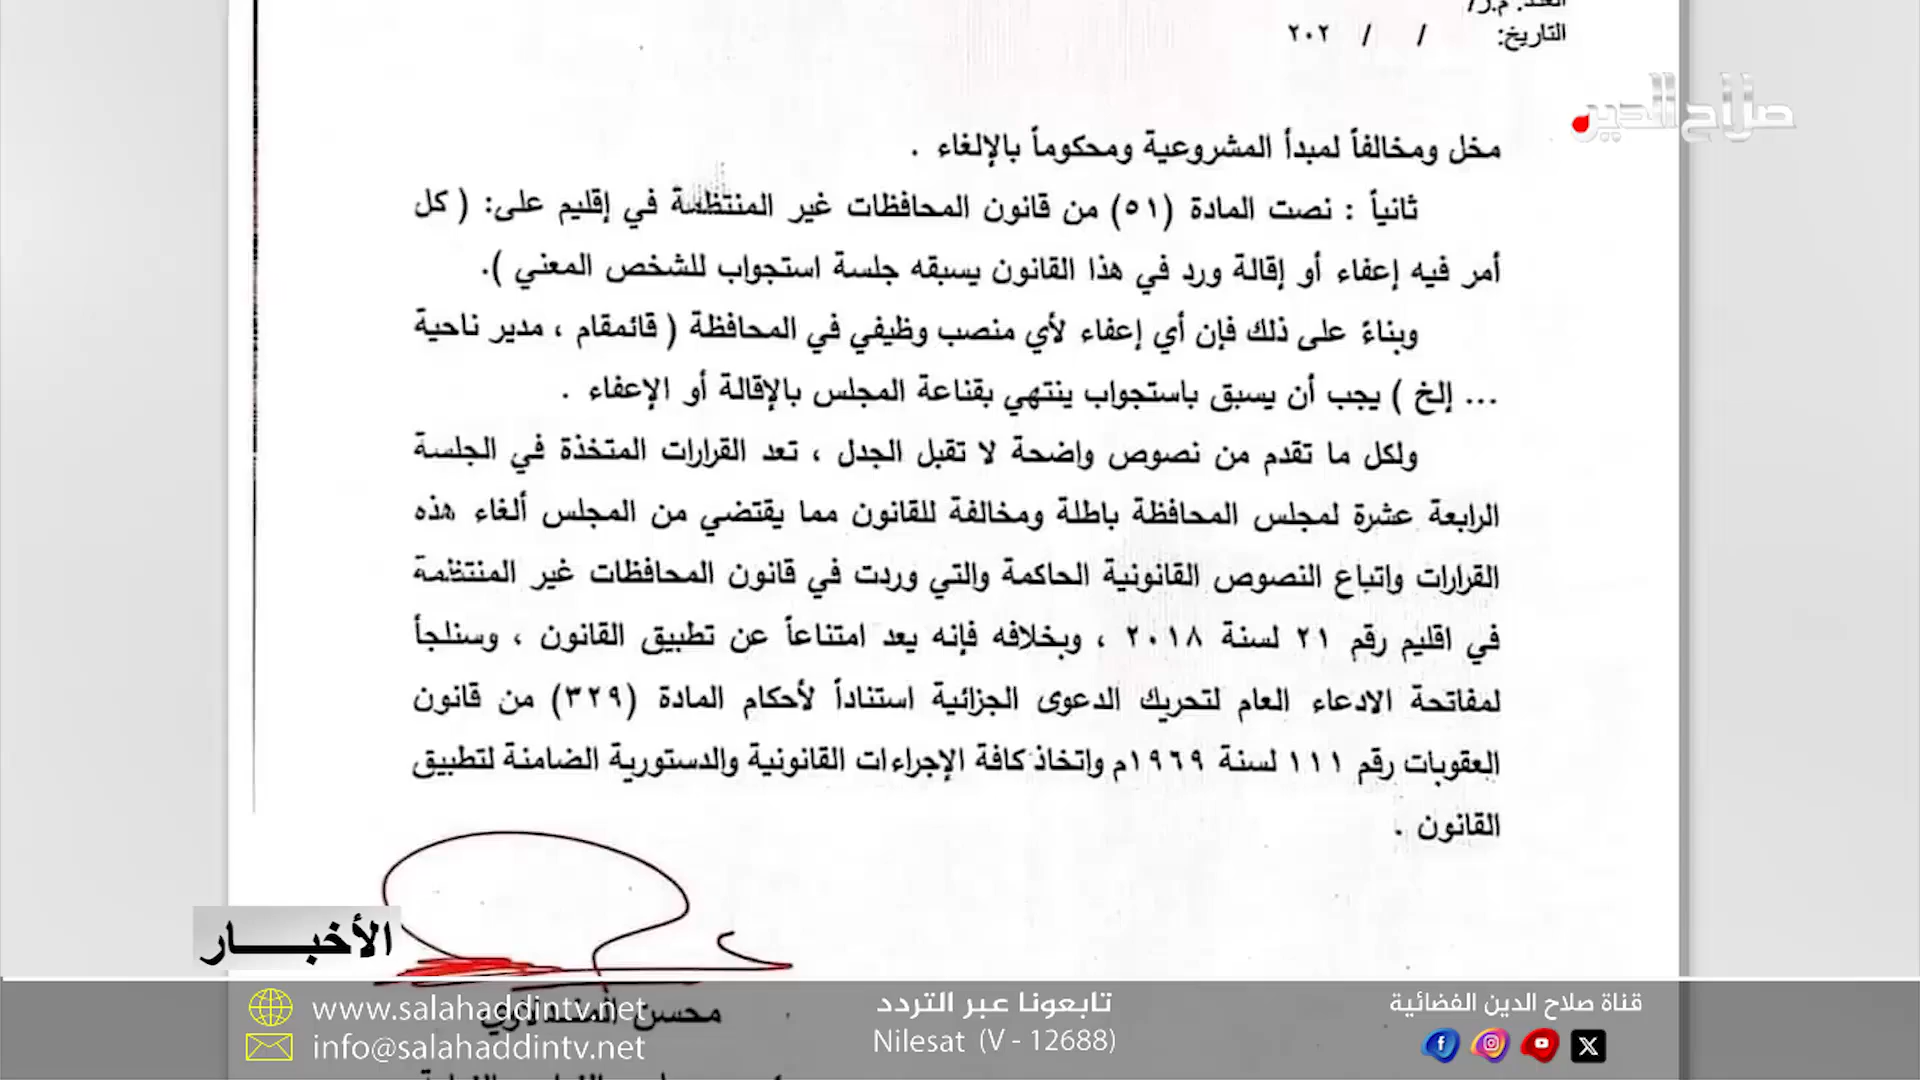 التاريخ: / / ٢٠٢
صلاح الدين
مخل ومخالفاً لمبدأ المشروعية ومحكوماً بالإلغاء .
ثانياً : نصت المادة (٥١) من قانون المحافظات غير المنتظمة في إقليم على: ( كل
أمر فيه إعفاء أو إقالة ورد في هذا القانون يسبقه جلسة استجواب للشخص المعني ).
وبناءً على ذلك فإن أي إعفاء لأي منصب وظيفي في المحافظة ( قائمقام ، مدير ناحية
... إلخ ) يجب أن يسبق باستجواب ينتهي بقناعة المجلس بالإقالة أو الإعفاء .
ولكل ما تقدم من نصوص واضحة لا تقبل الجدل ، تعد القرارات المتخذة في الجلسة
الرابعة عشرة لمجلس المحافظة باطلة ومخالفة للقانون مما يقتضي من المجلس ألغاء هذه
القرارات واتباع النصوص القانونية الحاكمة والتي وردت في قانون المحافظات غير المنتظمة
في اقليم رقم ٢١ لسنة ٢٠١٨ ، وبخلافه فإنه يعد امتناعاً عن تطبيق القانون ، وسنلجأ
لمفاتحة الادعاء العام لتحريك الدعوى الجزائية استناداً لأحكام المادة (٣٢٩) من قانون
العقوبات رقم ١١١ لسنة ١٩٦٩م واتخاذ كافة الإجراءات القانونية والدستورية الضامنة لتطبيق
القانون .
الأخبـــار
محسن المندلاوي
قناة صلاح الدين الفضائية
تابعونا عبر التردد
Nilesat (V - 12688)
www.salahaddintv.net
info@salahaddintv.net